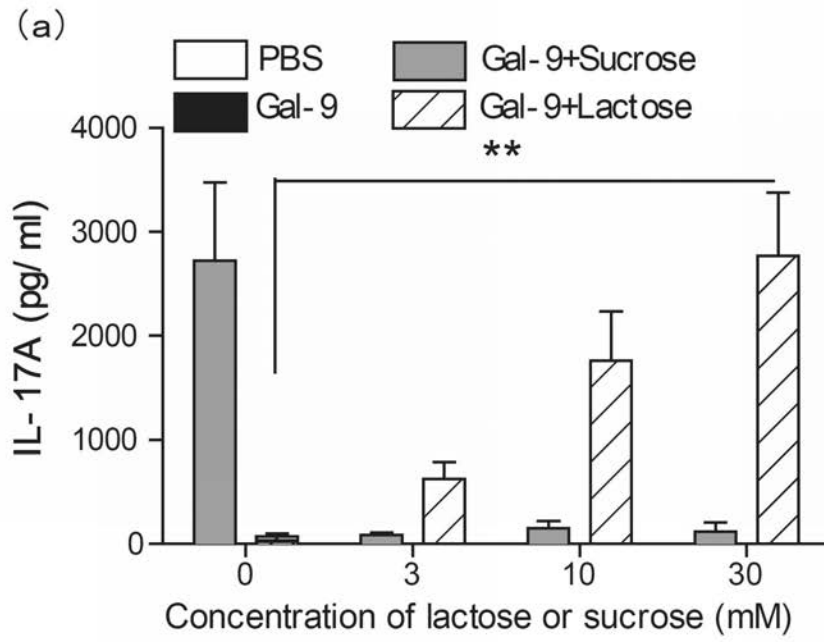 (a)
PBS
Gal-9+Sucrose
Gal-9
Gal-9+Lactose
**
4000
3000
2000
1000
0
IL-17A (pg/ ml)
0 3 10 30
Concentration of lactose or sucrose (mM)